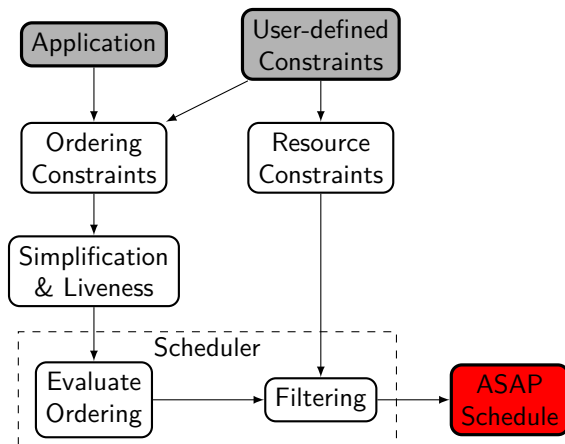 Application
User-defined
Constraints
Ordering
Constraints
Resource
Constraints
Simplification
& Liveness
Scheduler
Evaluate
Ordering
Filtering
ASAP
Schedule